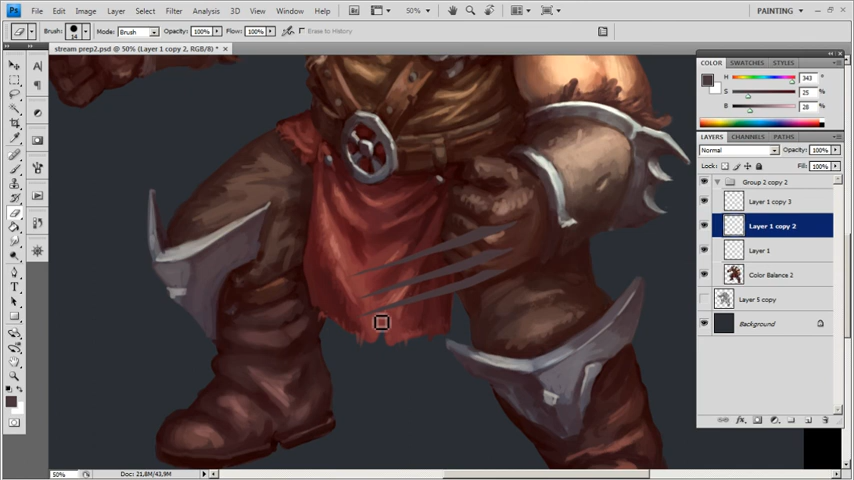 Ps File Edit Image Layer Select Filter Analysis 3D View Window Help Br 50% PAINTING
Brush: 14 Mode: Brush Opacity: 100% Flow: 100% Erase to History
stream prep2.psd @ 50% (Layer 1 copy 2, RGB/8) * x
COLOR SWATCHES STYLES
H 343 °
S 25 %
B 28 %
LAYERS CHANNELS PATHS
Normal Opacity: 100%
Lock: Fill: 100%
Group 2 copy 2
Layer 1 copy 3
Layer 1 copy 2
Layer 1
Color Balance 2
Layer 5 copy
Background
50% Doc: 21,8M/43,9M